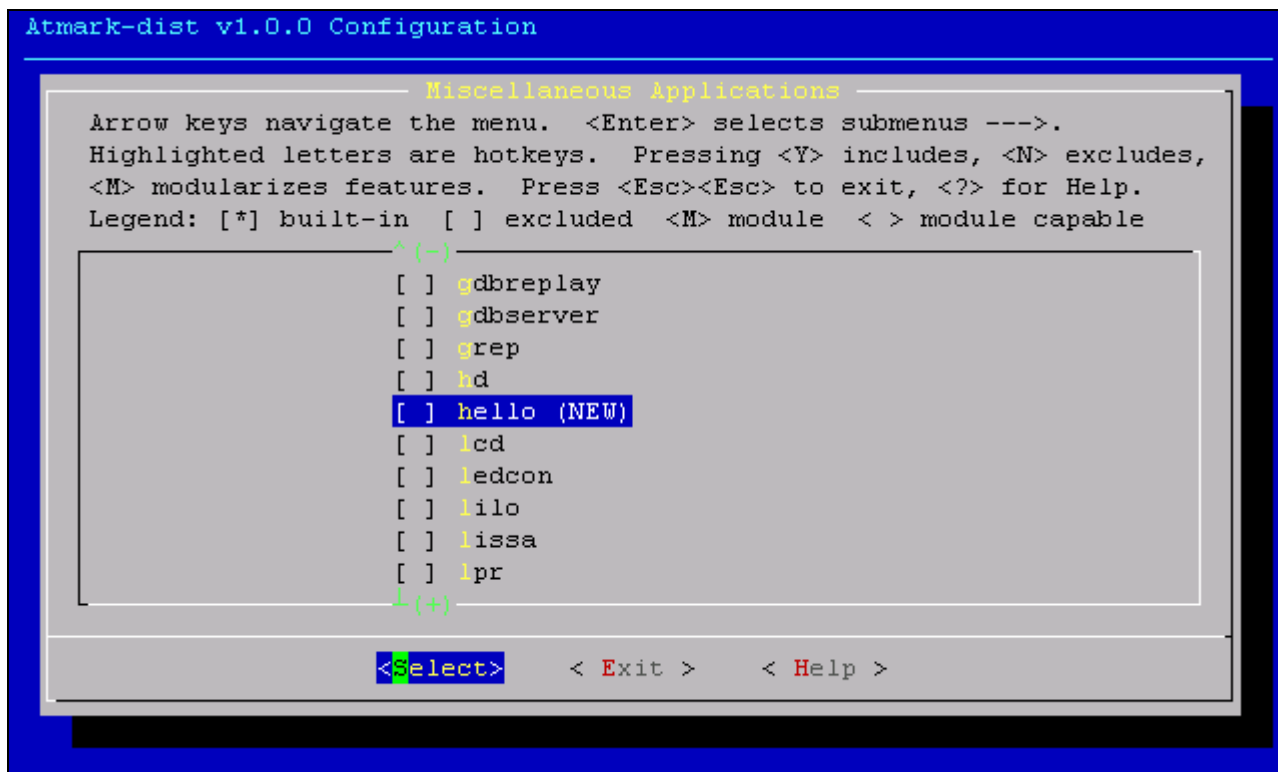 Atmark-dist v1.0.0 Configuration
Miscellaneous Applications
Arrow keys navigate the menu. <Enter> selects submenus --->.
Highlighted letters are hotkeys. Pressing <Y> includes, <N> excludes,
<M> modularizes features. Press <Esc><Esc> to exit, <?> for Help.
Legend: [*] built-in [ ] excluded <M> module < > module capable
^(-)
[ ] gdbreplay
[ ] gdbserver
[ ] grep
[ ] hd
[ ] hello (NEW)
[ ] lcd
[ ] ledcon
[ ] lilo
[ ] lissa
[ ] lpr
┴(+)
<Select> < Exit > < Help >